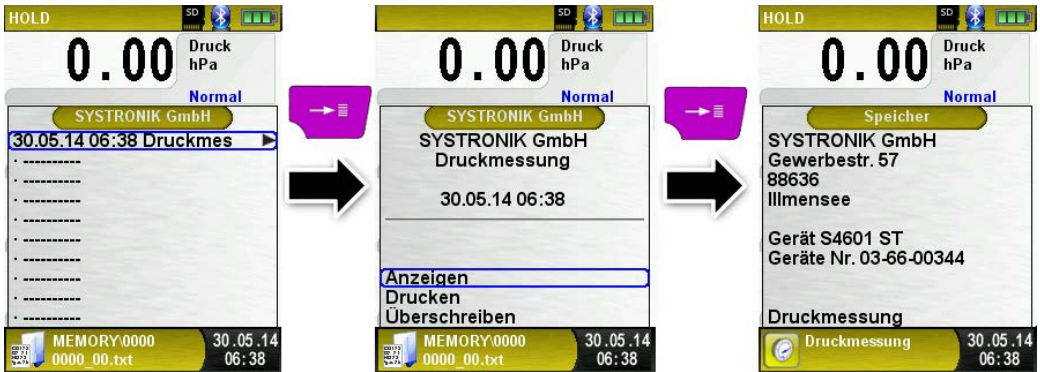 HOLD
SD
0.00
Druck
hPa
Normal
SYSTRONIK GmbH
30.05.14 06:38 Druckmes
· ----------
· ----------
· ----------
· ----------
· ----------
· ----------
· ----------
· ----------
· ----------
MEMORY\0000
0000_00.txt
30.05.14
06:38
SD
0.00
Druck
hPa
Normal
SYSTRONIK GmbH
SYSTRONIK GmbH
Druckmessung
30.05.14 06:38
Anzeigen
Drucken
Überschreiben
MEMORY\0000
0000_00.txt
30.05.14
06:38
HOLD
SD
0.00
Druck
hPa
Normal
Speicher
SYSTRONIK GmbH
Gewerbestr. 57
88636
Illmensee
Gerät S4601 ST
Geräte Nr. 03-66-00344
Druckmessung
Druckmessung
30.05.14
06:38